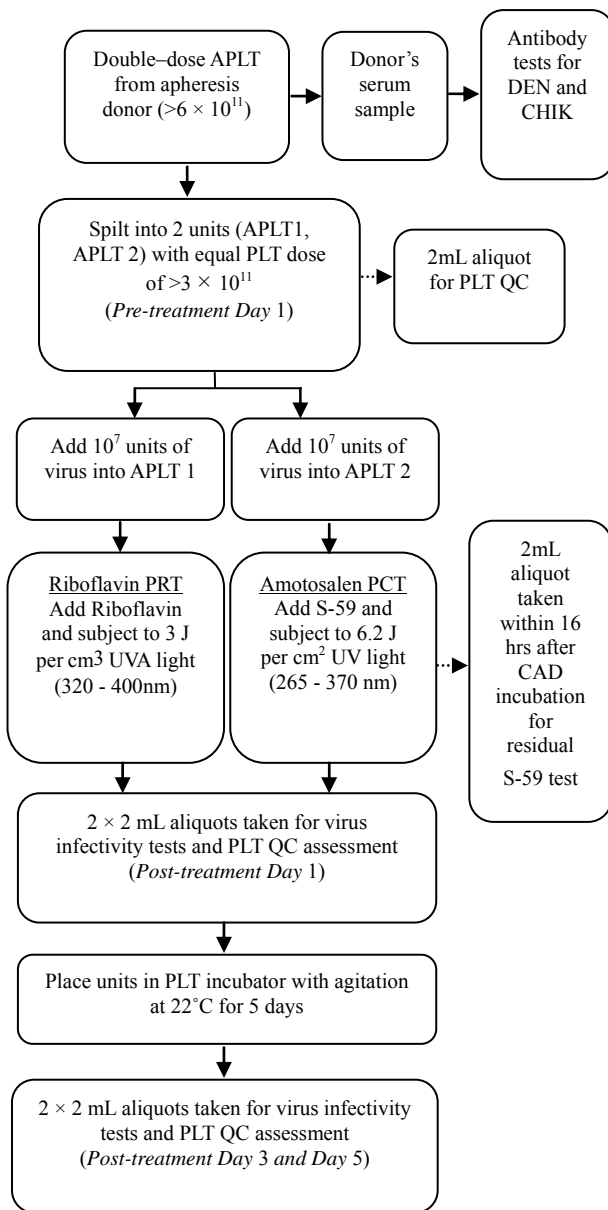 Double–dose APLT
from apheresis
donor (>6 × 10¹¹)
Donor's
serum
sample
Antibody
tests for
DEN and
CHIK
Spilt into 2 units (APLT1,
APLT 2) with equal PLT dose
of >3 × 10¹¹
(Pre-treatment Day 1)
2mL aliquot
for PLT QC
Add 10⁷ units of
virus into APLT 1
Add 10⁷ units of
virus into APLT 2
Riboflavin PRT
Add Riboflavin
and subject to 3 J
per cm³ UVA light
(320 - 400nm)
Amotosalen PCT
Add S-59 and
subject to 6.2 J
per cm² UV light
(265 - 370 nm)
2mL
aliquot
taken
within 16
hrs after
CAD
incubation
for
residual
S-59 test
2 × 2 mL aliquots taken for virus
infectivity tests and PLT QC assessment
(Post-treatment Day 1)
Place units in PLT incubator with agitation
at 22˚C for 5 days
2 × 2 mL aliquots taken for virus infectivity
tests and PLT QC assessment
(Post-treatment Day 3 and Day 5)